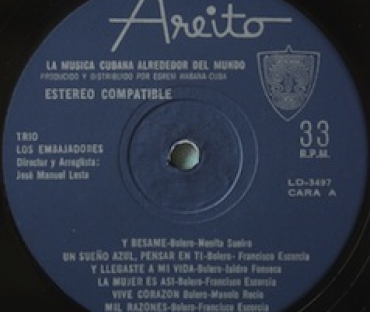 Areito
LA MUSICA CUBANA ALREDEDOR DEL MUNDO
PRODUCIDO Y DISTRIBUIDO POR EGREM HABANA-CUBA
ESTEREO COMPATIBLE
TRIO
LOS EMBAJADORES
Director y Arreglista:
José Manuel Lesta
33
R.P.M.
LD-3497
CARA A
Y BESAME-Bolero-Monita Sueiro
UN SUEÑO AZUL, PENSAR EN TI-Bolero- Francisco Escorcia
Y LLEGASTE A MI VIDA-Bolero-Isidro Fonseca
LA MUJER ES ASI-Bolero-Francisco Escorcia
VIVE CORAZON Bolero-Manolo Recio
MIL RAZONES-Bolero-Francisco Escorcia